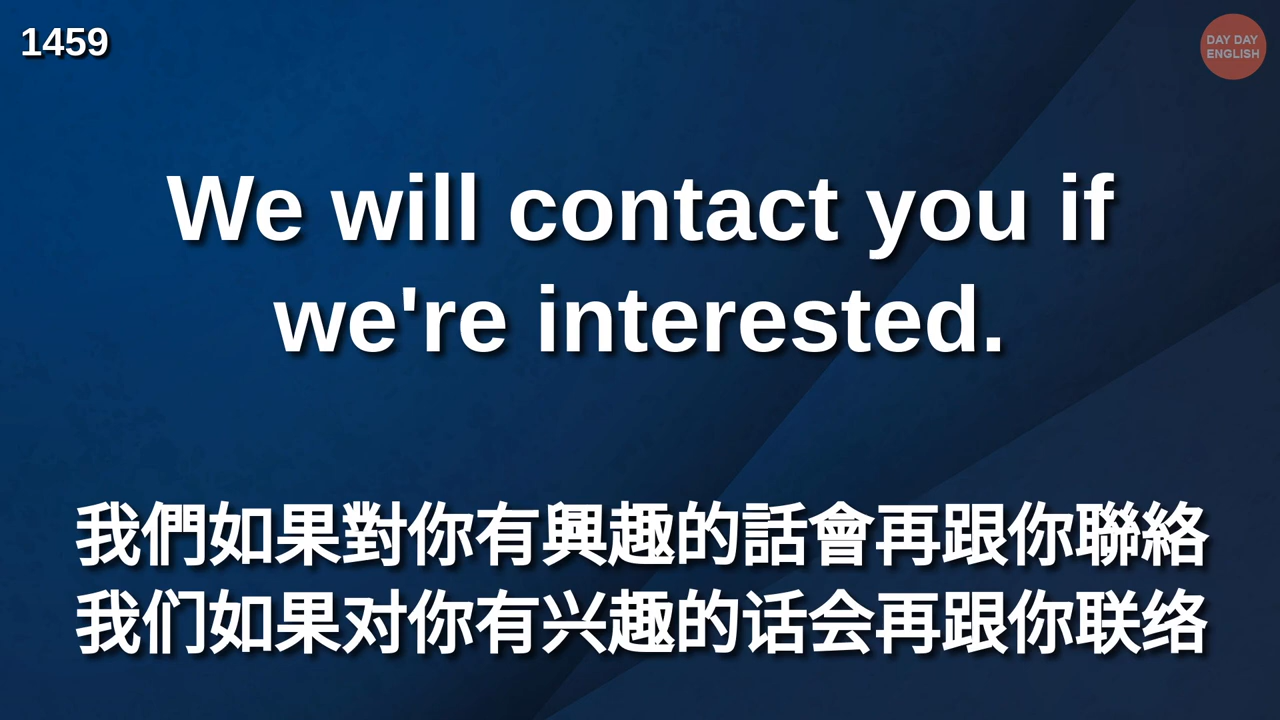 1459
DAY DAY
ENGLISH
We will contact you if
we're interested.
我們如果對你有興趣的話會再跟你聯絡
我们如果对你有兴趣的话会再跟你联络